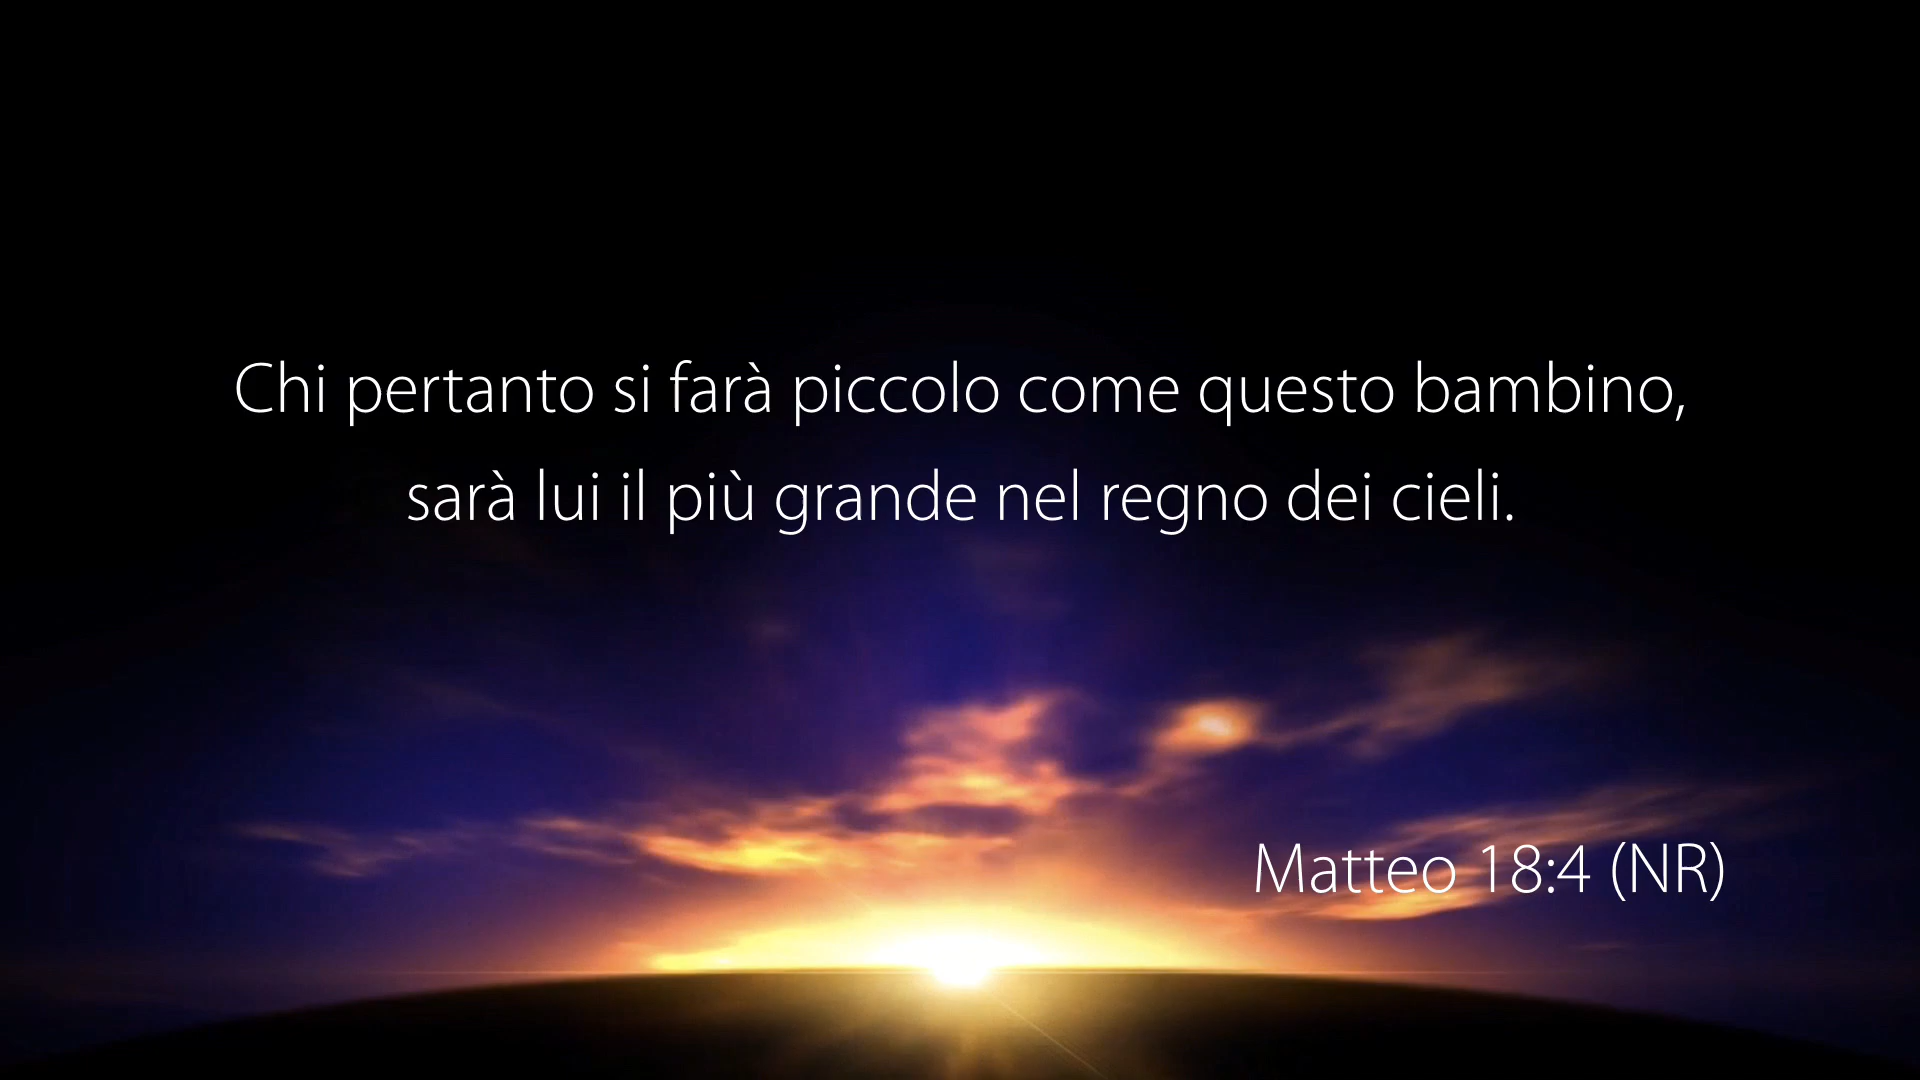 Chi pertanto si farà piccolo come questo bambino,
sarà lui il più grande nel regno dei cieli.
Matteo 18:4 (NR)